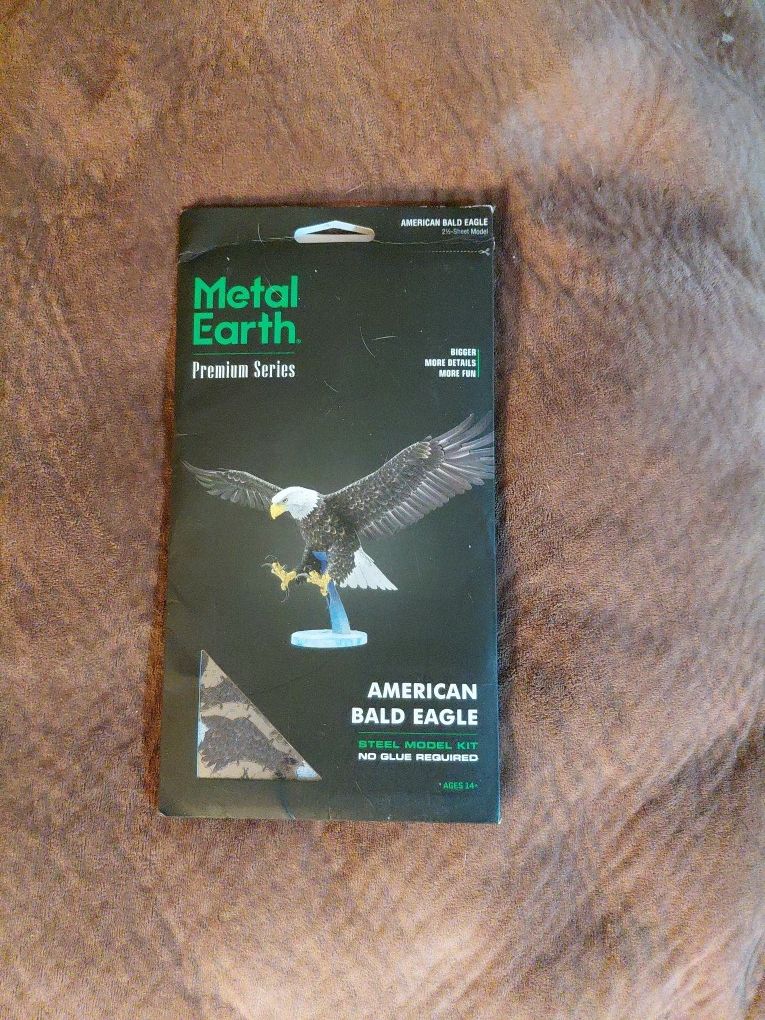 AMERICAN BALD EAGLE
2½-Sheet Model
Metal
Earth®
Premium Series
BIGGER
MORE DETAILS
MORE FUN
AMERICAN
BALD EAGLE
STEEL MODEL KIT
NO GLUE REQUIRED
* AGES 14+